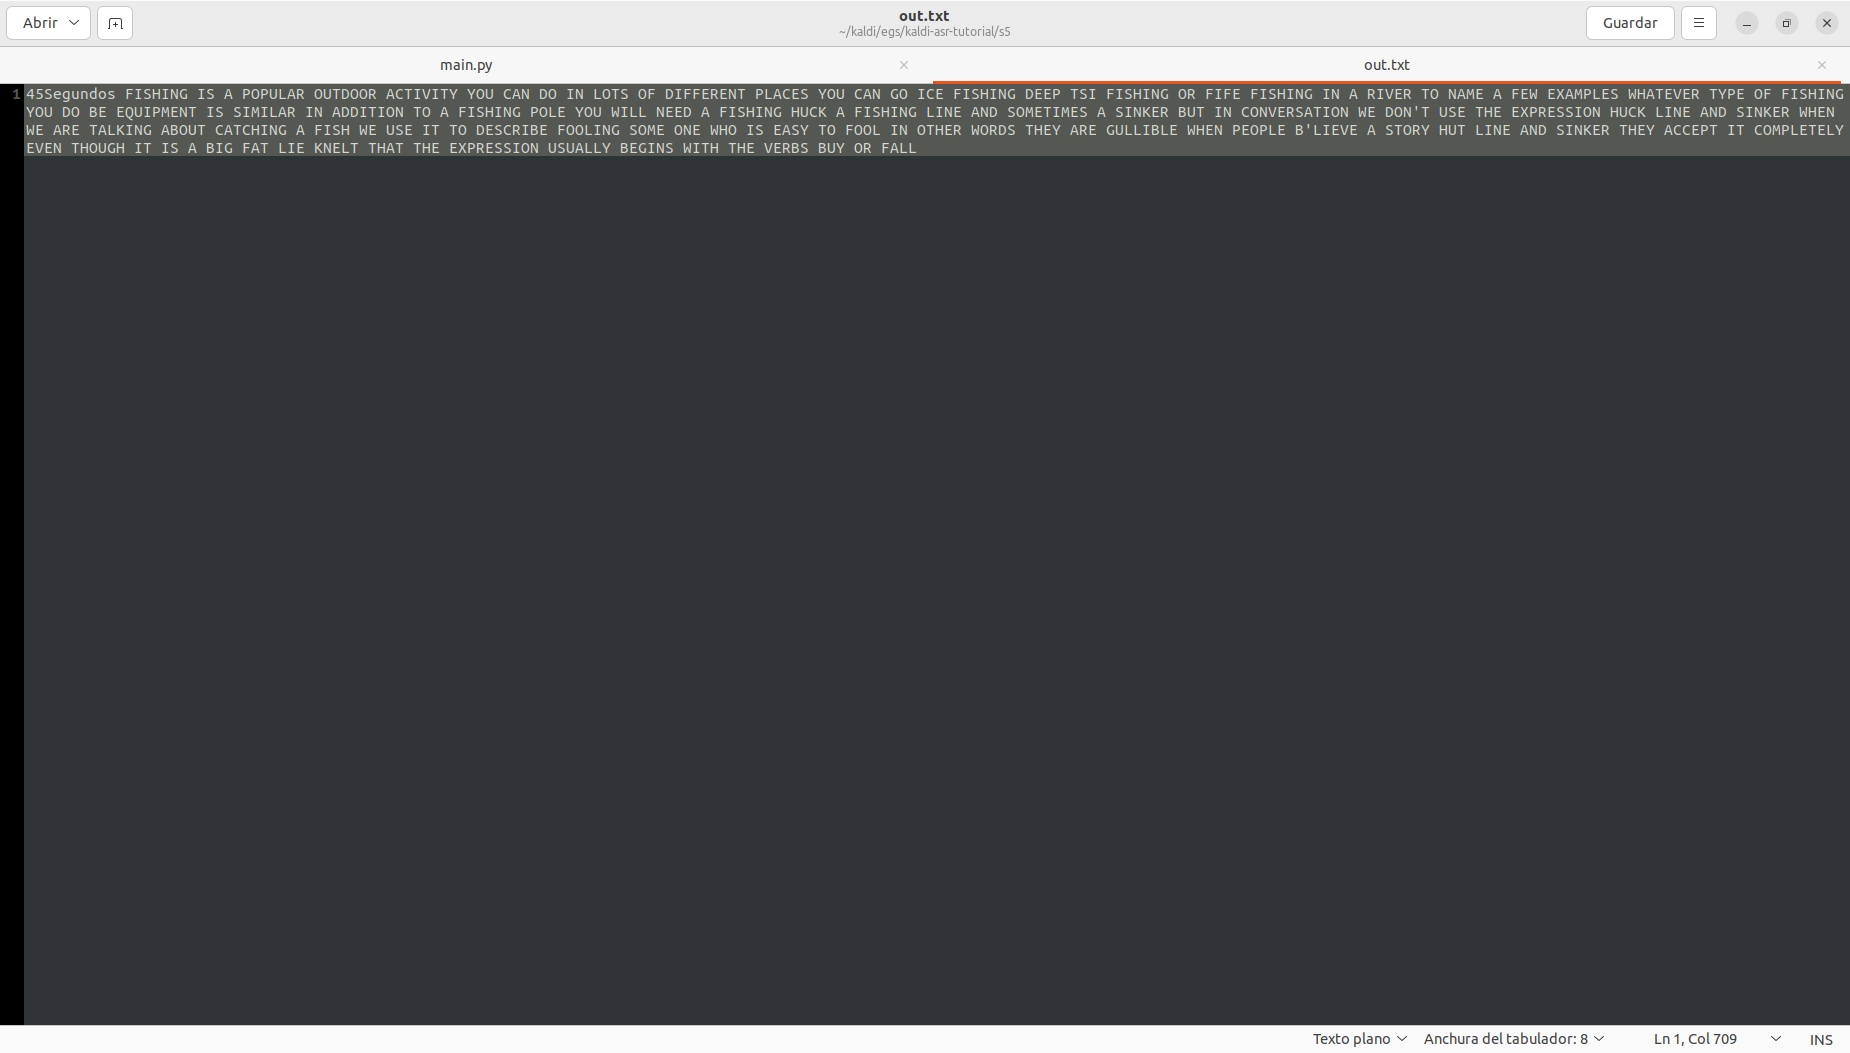 Abrir
out.txt
~/kaldi/egs/kaldi-asr-tutorial/s5
Guardar
main.py
out.txt
1 45Segundos FISHING IS A POPULAR OUTDOOR ACTIVITY YOU CAN DO IN LOTS OF DIFFERENT PLACES YOU CAN GO ICE FISHING DEEP TSI FISHING OR FIFE FISHING IN A RIVER TO NAME A FEW EXAMPLES WHATEVER TYPE OF FISHING
YOU DO BE EQUIPMENT IS SIMILAR IN ADDITION TO A FISHING POLE YOU WILL NEED A FISHING HUCK A FISHING LINE AND SOMETIMES A SINKER BUT IN CONVERSATION WE DON'T USE THE EXPRESSION HUCK LINE AND SINKER WHEN
WE ARE TALKING ABOUT CATCHING A FISH WE USE IT TO DESCRIBE FOOLING SOME ONE WHO IS EASY TO FOOL IN OTHER WORDS THEY ARE GULLIBLE WHEN PEOPLE B'LIEVE A STORY HUT LINE AND SINKER THEY ACCEPT IT COMPLETELY
EVEN THOUGH IT IS A BIG FAT LIE KNELT THAT THE EXPRESSION USUALLY BEGINS WITH THE VERBS BUY OR FALL
Texto plano Anchura del tabulador: 8 Ln 1, Col 709 INS